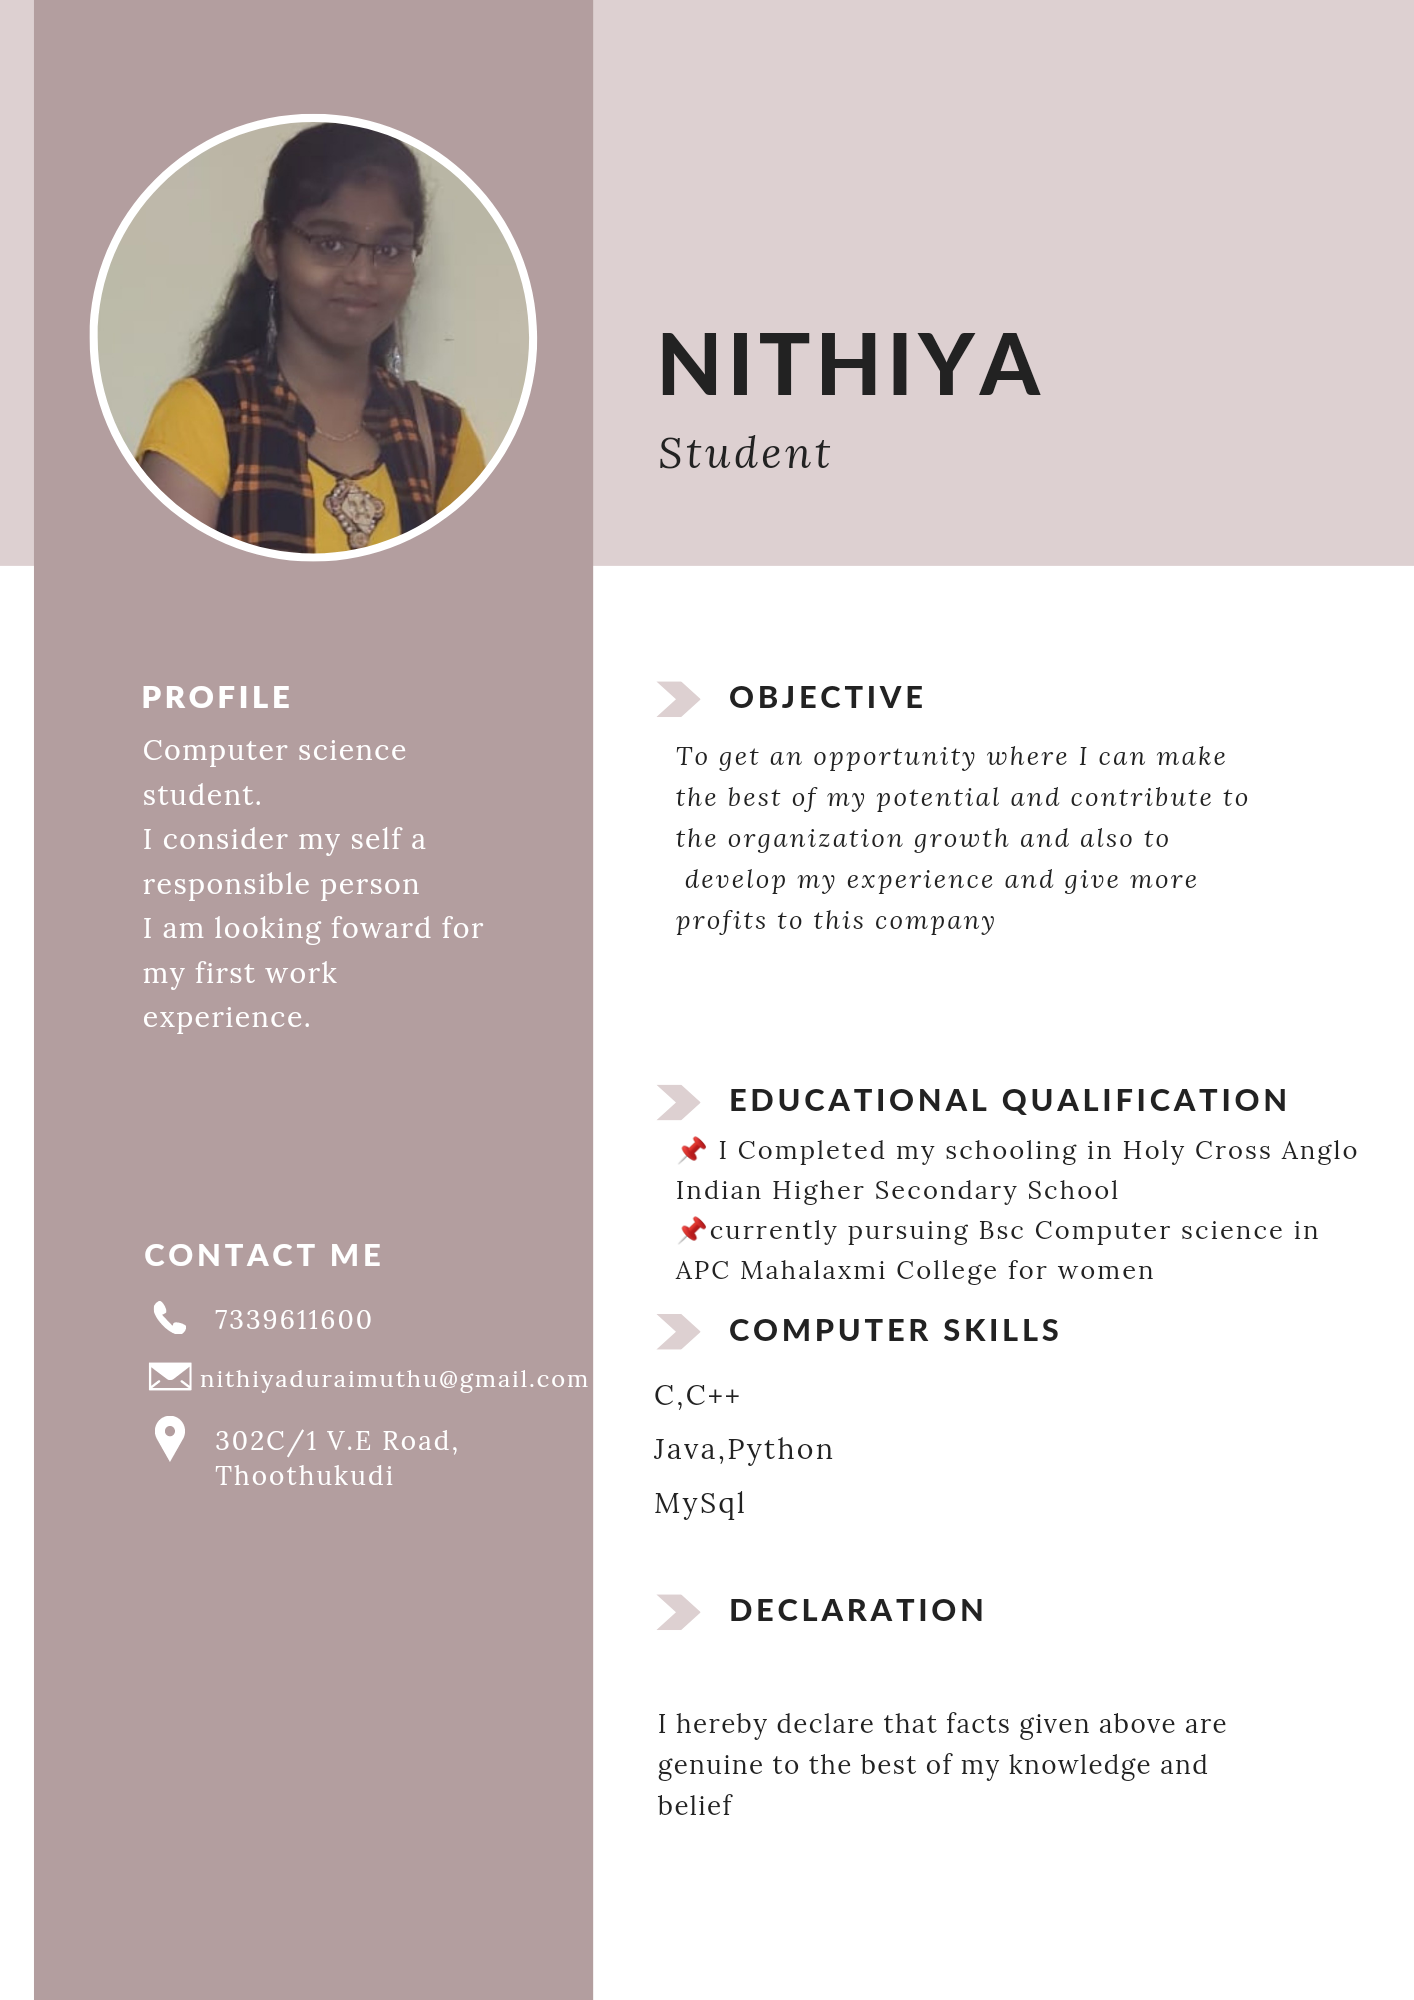 NITHIYA
Student
PROFILE
Computer science
student.
I consider my self a
responsible person
I am looking foward for
my first work
experience.
CONTACT ME
7339611600
nithiyaduraimuthu@gmail.com
302C/1 V.E Road,
Thoothukudi
OBJECTIVE
To get an opportunity where I can make
the best of my potential and contribute to
the organization growth and also to
develop my experience and give more
profits to this company
EDUCATIONAL QUALIFICATION
📌 I Completed my schooling in Holy Cross Anglo
Indian Higher Secondary School
📌currently pursuing Bsc Computer science in
APC Mahalaxmi College for women
COMPUTER SKILLS
C,C++
Java,Python
MySql
DECLARATION
I hereby declare that facts given above are
genuine to the best of my knowledge and
belief